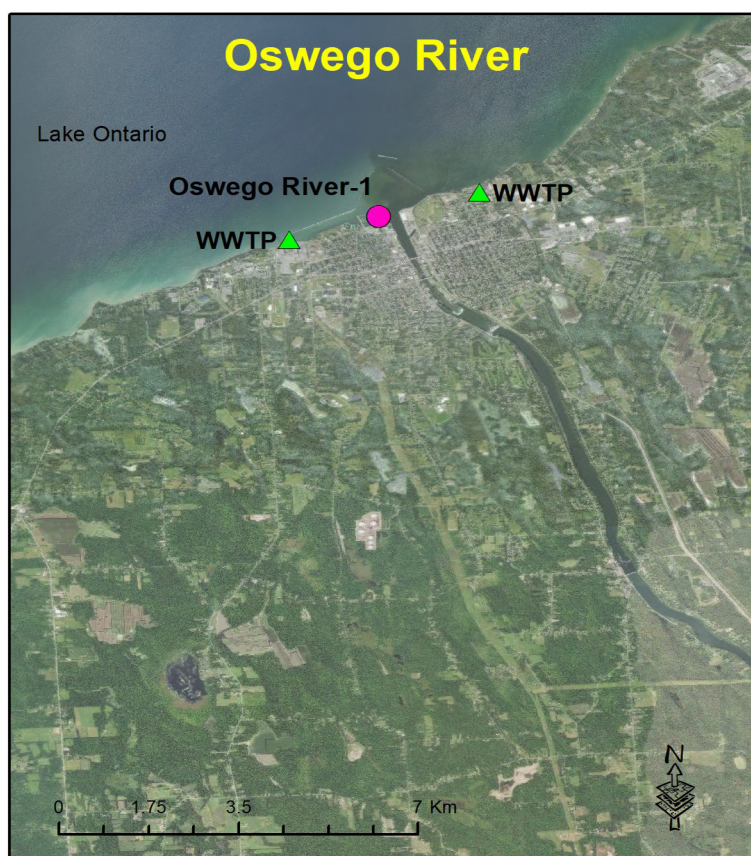 Oswego River
Lake Ontario
Oswego River-1
WWTP
WWTP
N
0 1.75 3.5 7 Km